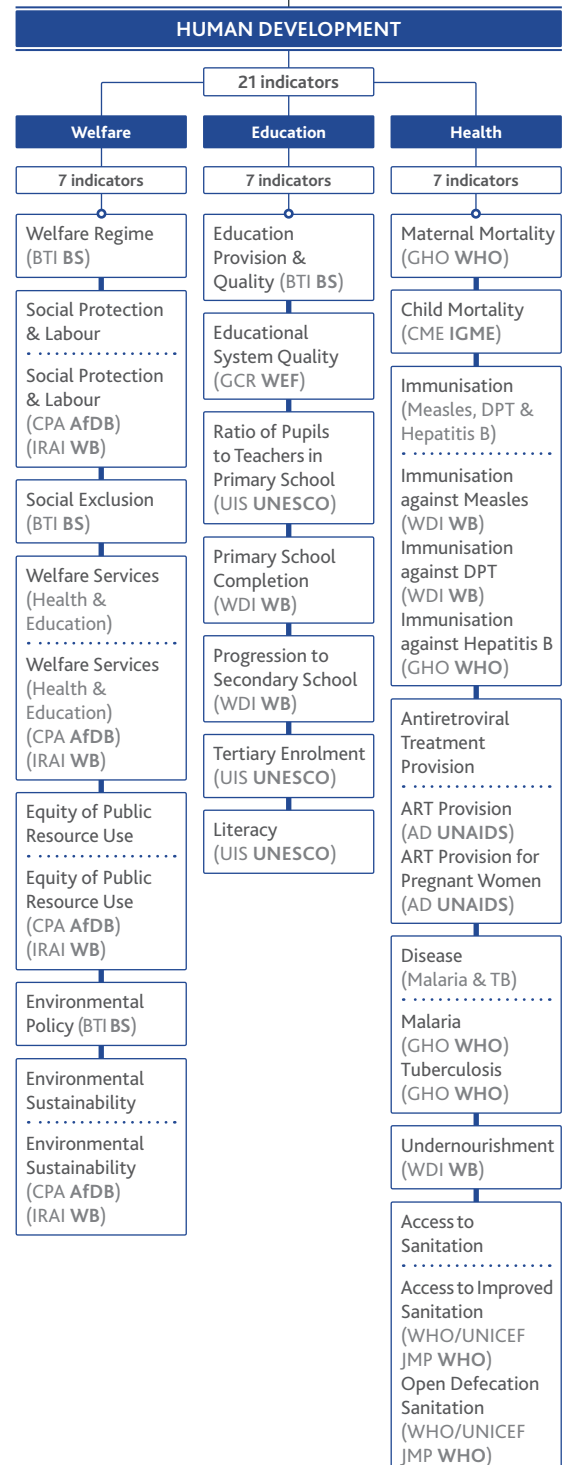 HUMAN DEVELOPMENT
21 indicators
Welfare
7 indicators
Welfare Regime
(BTI BS)
Social Protection
& Labour
Social Protection
& Labour
(CPA AfDB)
(IRAI WB)
Social Exclusion
(BTI BS)
Welfare Services
(Health &
Education)
Welfare Services
(Health &
Education)
(CPA AfDB)
(IRAI WB)
Equity of Public
Resource Use
Equity of Public
Resource Use
(CPA AfDB)
(IRAI WB)
Environmental
Policy (BTI BS)
Environmental
Sustainability
Environmental
Sustainability
(CPA AfDB)
(IRAI WB)
Education
7 indicators
Education
Provision &
Quality (BTI BS)
Educational
System Quality
(GCR WEF)
Ratio of Pupils
to Teachers in
Primary School
(UIS UNESCO)
Primary School
Completion
(WDI WB)
Progression to
Secondary School
(WDI WB)
Tertiary Enrolment
(UIS UNESCO)
Literacy
(UIS UNESCO)
Health
7 indicators
Maternal Mortality
(GHO WHO)
Child Mortality
(CME IGME)
Immunisation
(Measles, DPT &
Hepatitis B)
Immunisation
against Measles
(WDI WB)
Immunisation
against DPT
(WDI WB)
Immunisation
against Hepatitis B
(GHO WHO)
Antiretroviral
Treatment
Provision
ART Provision
(AD UNAIDS)
ART Provision for
Pregnant Women
(AD UNAIDS)
Disease
(Malaria & TB)
Malaria
(GHO WHO)
Tuberculosis
(GHO WHO)
Undernourishment
(WDI WB)
Access to
Sanitation
Access to Improved
Sanitation
(WHO/UNICEF
JMP WHO)
Open Defecation
Sanitation
(WHO/UNICEF
JMP WHO)